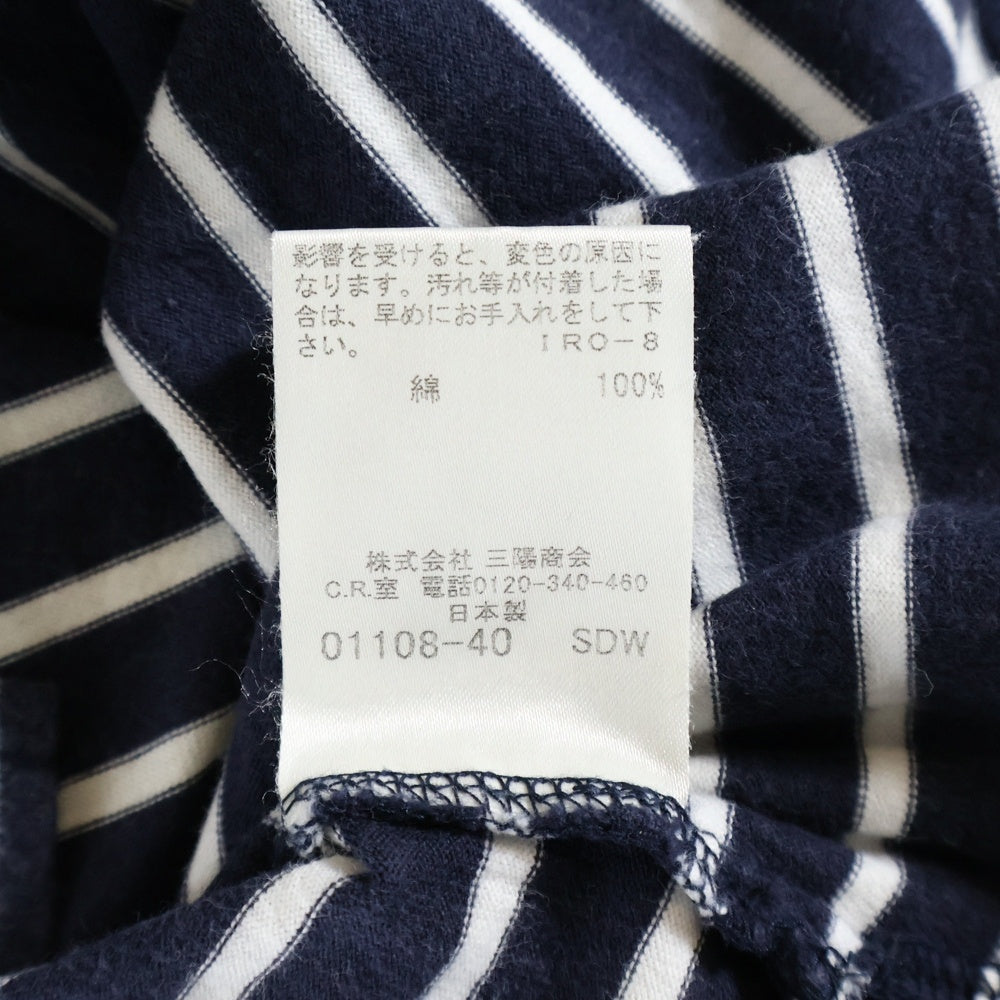 影響を受けると、変色の原因に
なります。汚れ等が付着した場
合は、早めにお手入れをして下
さい。 IRO-8
綿 100%
株式会社 三陽商会
C.R.室 電話0120-340-460
日本製
01108-40 SDW